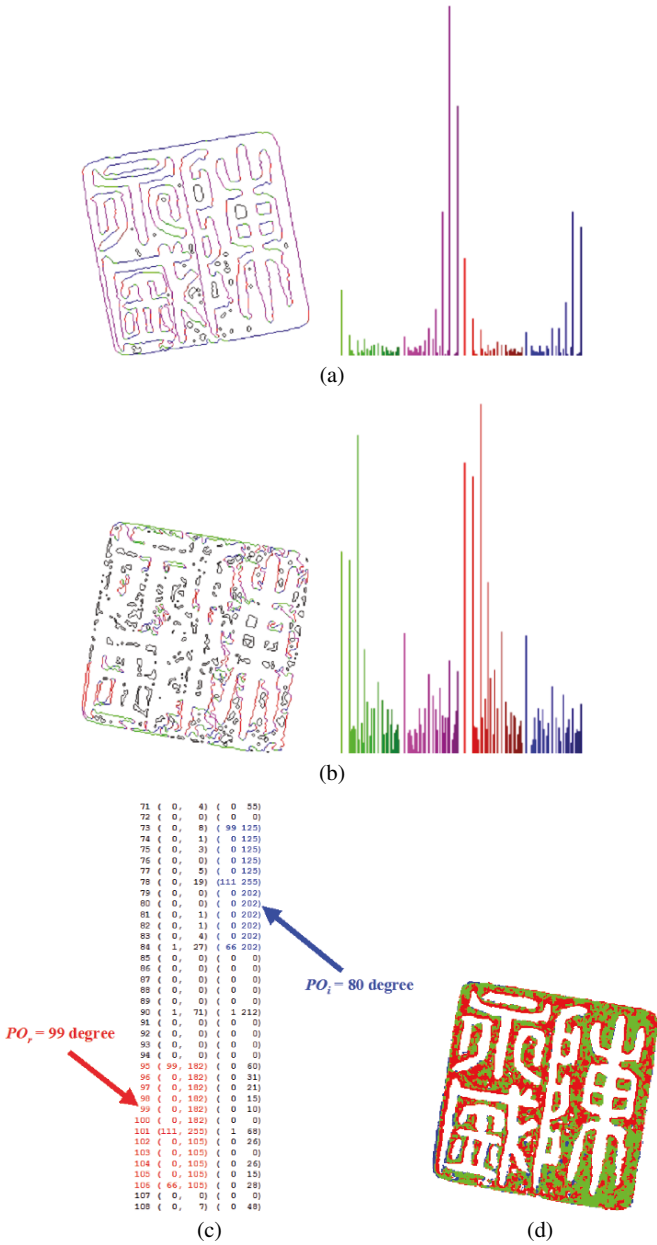 (a)
(b)
71 ( 0, 4) ( 0 55)
72 ( 0, 0) ( 0 0)
73 ( 0, 8) ( 99 125)
74 ( 0, 1) ( 0 125)
75 ( 0, 3) ( 0 125)
76 ( 0, 0) ( 0 125)
77 ( 0, 5) ( 0 125)
78 ( 0, 19) (111 255)
79 ( 0, 0) ( 0 202)
80 ( 0, 0) ( 0 202)
81 ( 0, 1) ( 0 202)
82 ( 0, 1) ( 0 202)
83 ( 0, 4) ( 0 202)
84 ( 1, 27) ( 66 202)
85 ( 0, 0) ( 0 0)
86 ( 0, 0) ( 0 0)
87 ( 0, 0) ( 0 0)
88 ( 0, 0) ( 0 0)
89 ( 0, 0) ( 0 0)
90 ( 1, 71) ( 1 212)
91 ( 0, 0) ( 0 0)
92 ( 0, 0) ( 0 0)
93 ( 0, 0) ( 0 0)
94 ( 0, 0) ( 0 0)
95 ( 99, 182) ( 0 60)
96 ( 0, 182) ( 0 31)
97 ( 0, 182) ( 0 21)
98 ( 0, 182) ( 0 15)
99 ( 0, 182) ( 0 10)
100 ( 0, 182) ( 0 0)
101 (111, 255) ( 1 68)
102 ( 0, 105) ( 0 26)
103 ( 0, 105) ( 0 0)
104 ( 0, 105) ( 0 26)
105 ( 0, 105) ( 0 15)
106 ( 66, 105) ( 0 28)
107 ( 0, 0) ( 0 0)
108 ( 0, 7) ( 0 48)
POᵢ = 80 degree
POᵣ = 99 degree
(c)
(d)